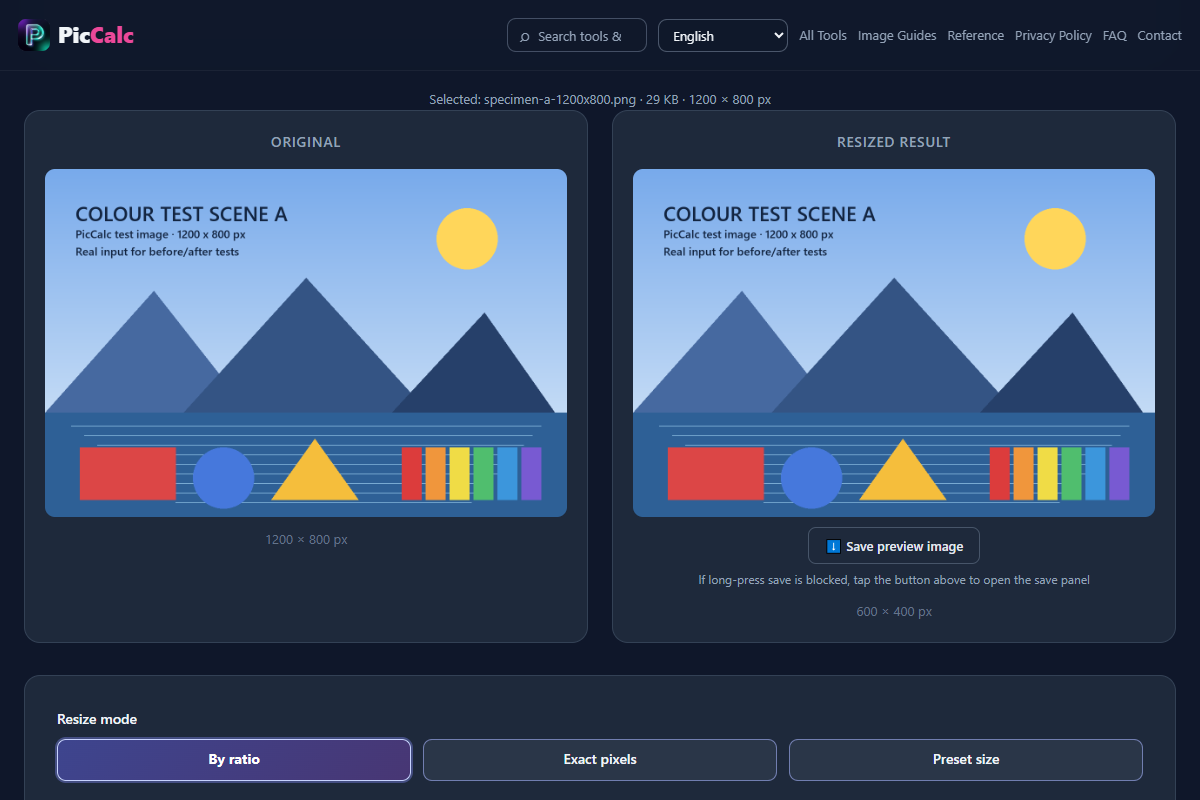 PicCalc
Search tools &
English
All Tools
Image Guides
Reference
Privacy Policy
FAQ
Contact
Selected: specimen-a-1200x800.png · 29 KB · 1200 × 800 px
ORIGINAL
COLOUR TEST SCENE A
PicCalc test image · 1200 x 800 px
Real input for before/after tests
1200 × 800 px
RESIZED RESULT
COLOUR TEST SCENE A
PicCalc test image · 1200 x 800 px
Real input for before/after tests
Save preview image
If long-press save is blocked, tap the button above to open the save panel
600 × 400 px
Resize mode
By ratio
Exact pixels
Preset size